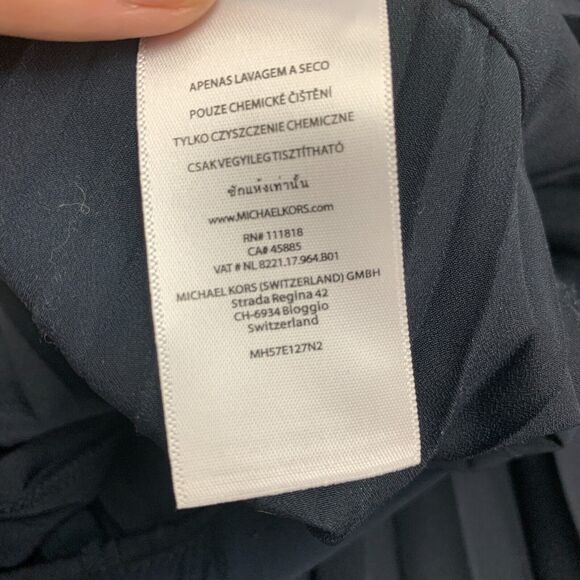 APENAS LAVAGEM A SECO
POUZE CHEMICKÉ ČIŠTĚNÍ
TYLKO CZYSZCZENIE CHEMICZNE
CSAK VEGYILEG TISZTÍTHATÓ
ซักแห้งเท่านั้น
www.MICHAELKORS.com
RN# 111818
CA# 45885
VAT # NL 8221.17.964.B01
MICHAEL KORS (SWITZERLAND) GMBH
Strada Regina 42
CH-6934 Bioggio
Switzerland
MH57E127N2